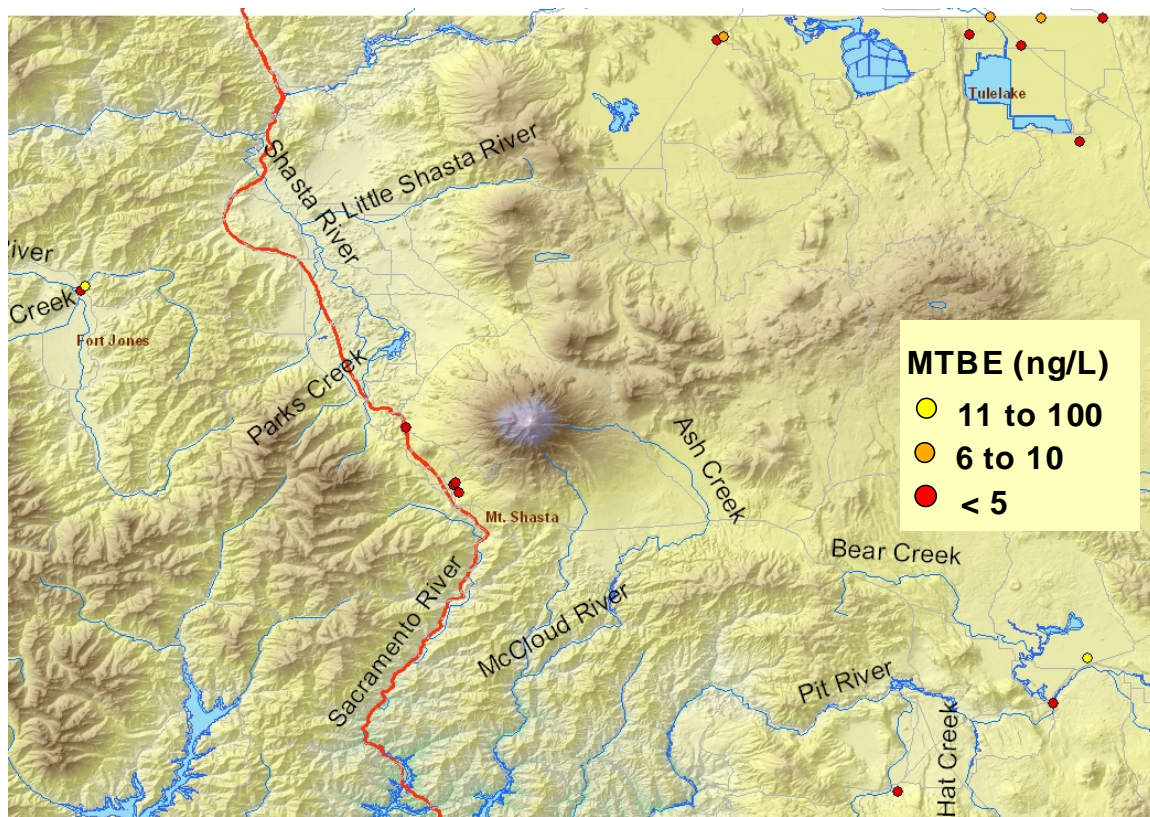 Tulelake
Shasta River
Little Shasta River
River
Creek
Fort Jones
Parks Creek
MTBE (ng/L)
11 to 100
6 to 10
< 5
Ash Creek
Mt. Shasta
Bear Creek
Sacramento River
McCloud River
Pit River
Hat Creek